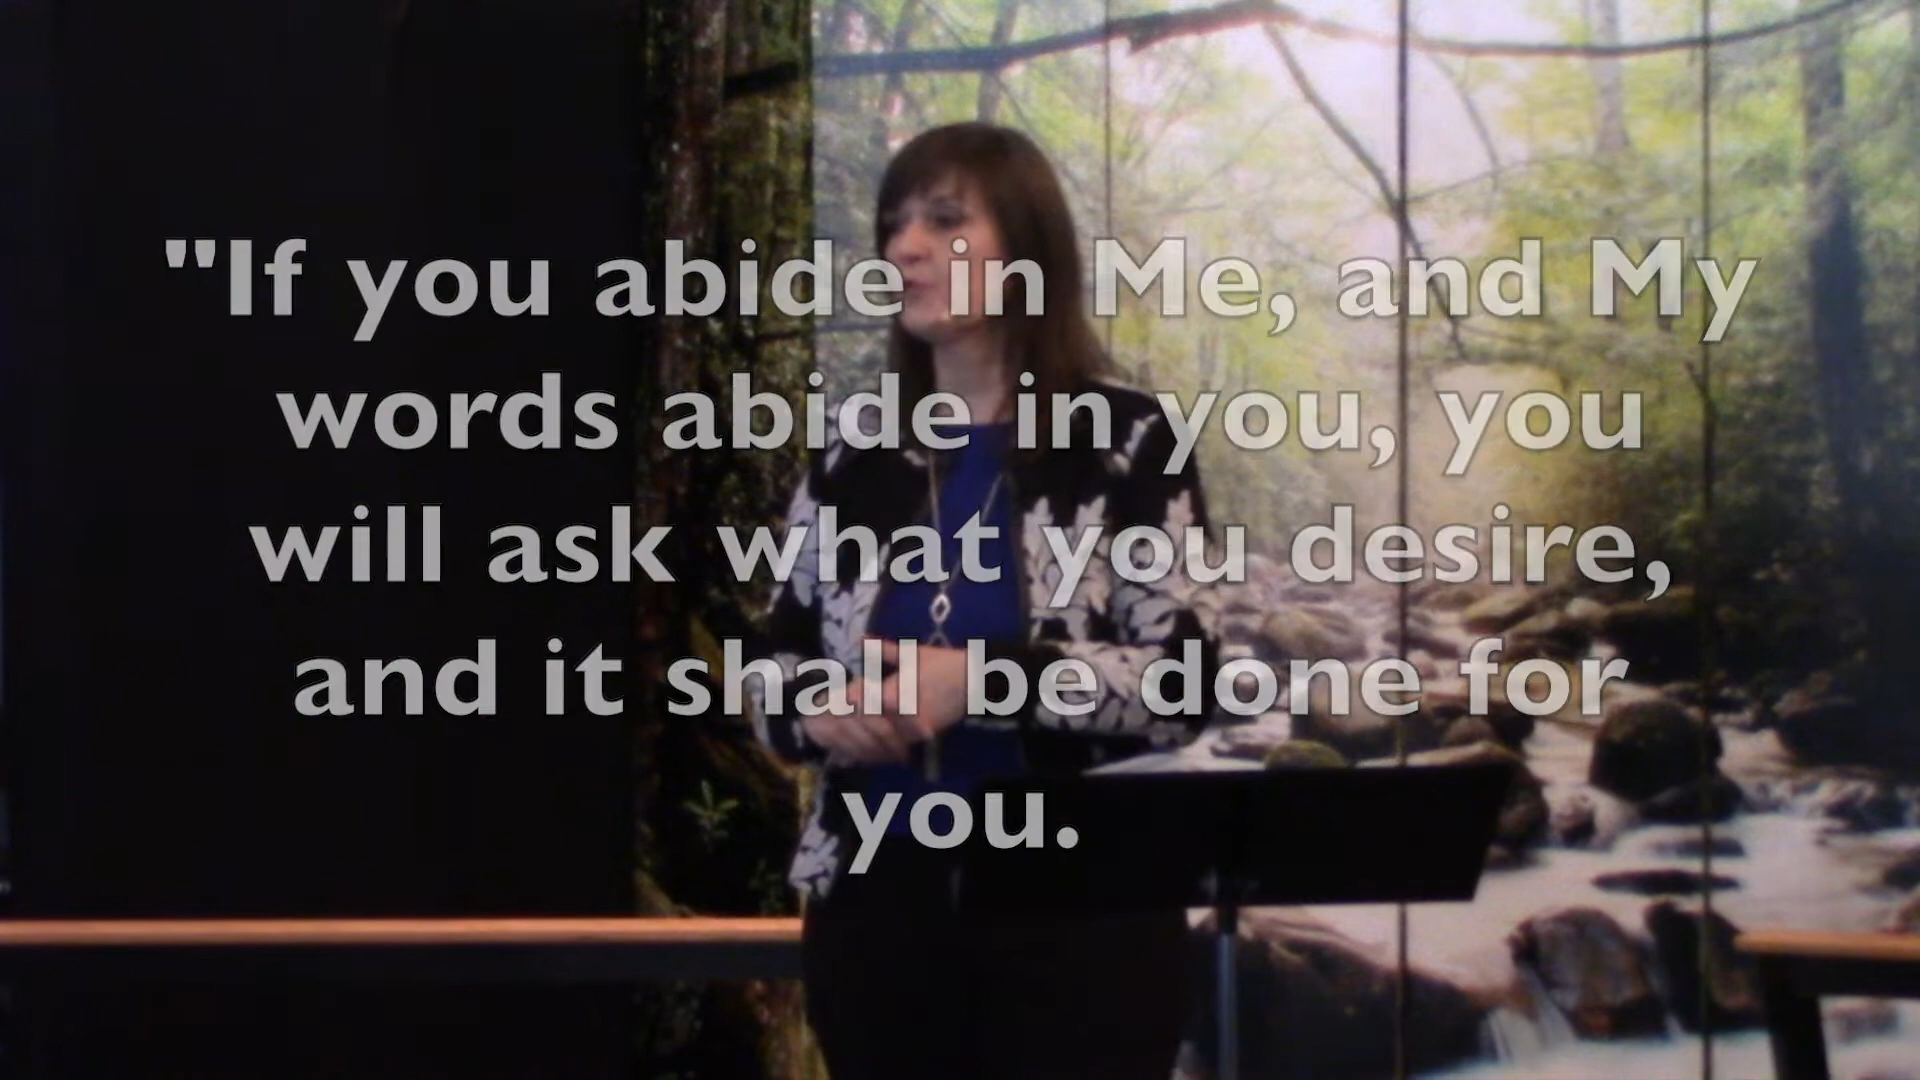 "If you abide in Me, and My
words abide in you, you
will ask what you desire,
and it shall be done for
you.